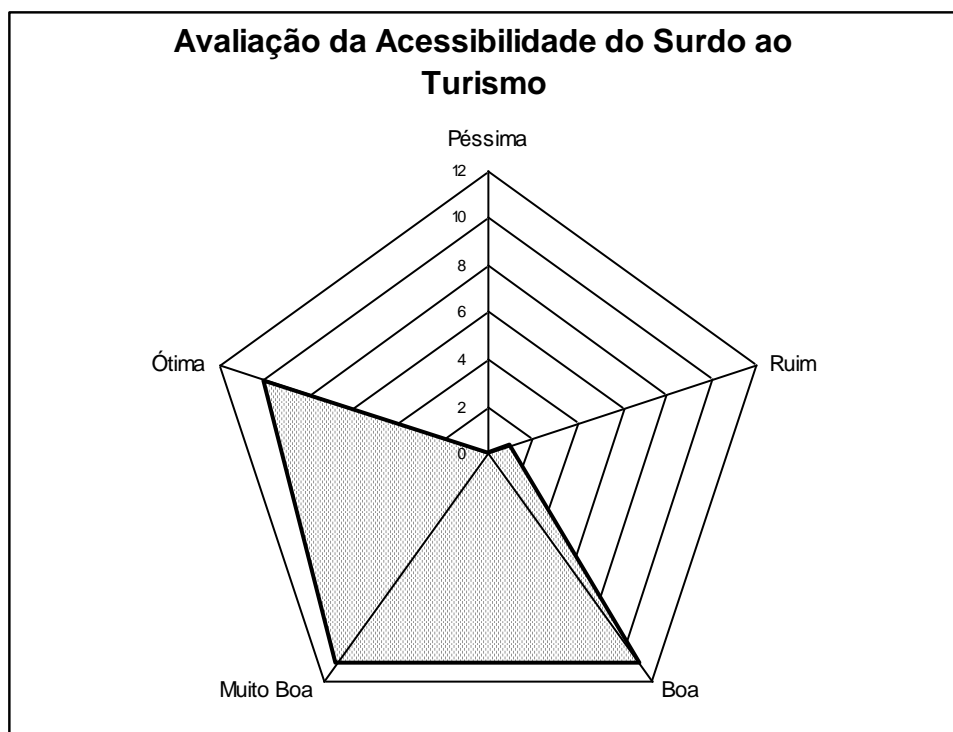 Avaliação da Acessibilidade do Surdo ao
Turismo
Péssima
12
10
8
6
4
2
0
Ótima
Ruim
Muito Boa
Boa